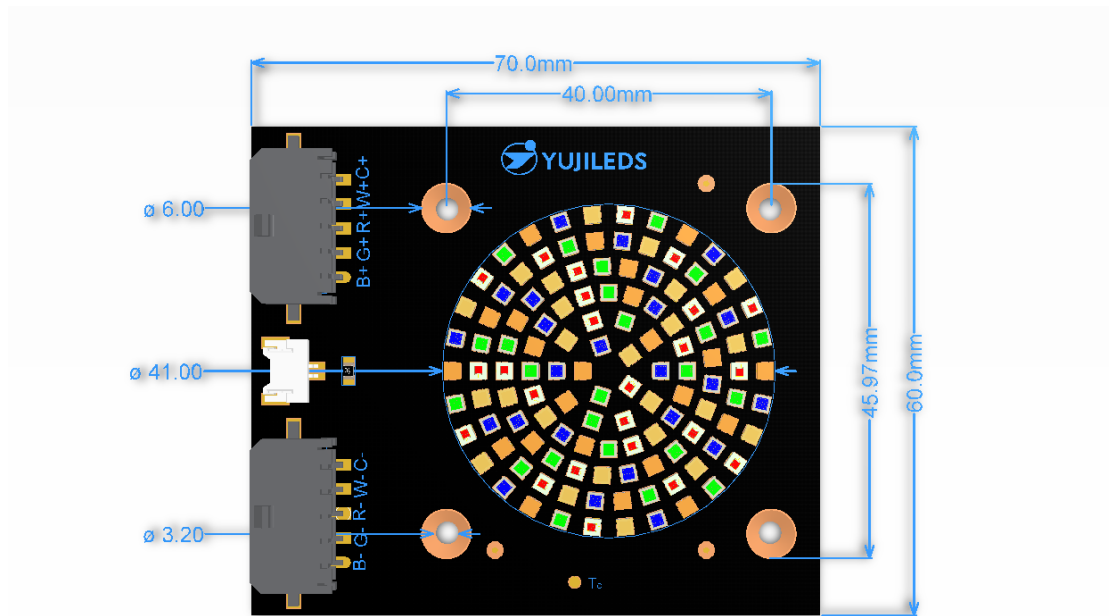 70.0mm
40.00mm
YUJILEDS
ø 6.00
B+ G+ R+ W+ C+
ø 41.00
45.97mm
60.0mm
ø 3.20
B- G- R- W- C-
Tc